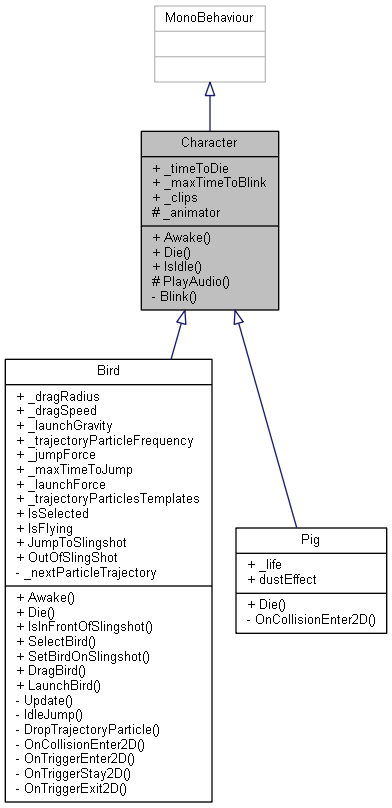 MonoBehaviour
Character
+ _timeToDie
+ _maxTimeToBlink
+ _clips
# _animator
+ Awake()
+ Die()
+ IsIdle()
# PlayAudio()
- Blink()
Bird
+ _dragRadius
+ _dragSpeed
+ _launchGravity
+ _trajectoryParticleFrequency
+ _jumpForce
+ _maxTimeToJump
+ _launchForce
+ _trajectoryParticlesTemplates
+ IsSelected
+ IsFlying
+ JumpToSlingshot
+ OutOfSlingShot
- _nextParticleTrajectory
+ Awake()
+ Die()
+ IsInFrontOfSlingshot()
+ SelectBird()
+ SetBirdOnSlingshot()
+ DragBird()
+ LaunchBird()
- Update()
- IdleJump()
- DropTrajectoryParticle()
- OnCollisionEnter2D()
- OnTriggerEnter2D()
- OnTriggerStay2D()
- OnTriggerExit2D()
Pig
+ _life
+ dustEffect
+ Die()
- OnCollisionEnter2D()